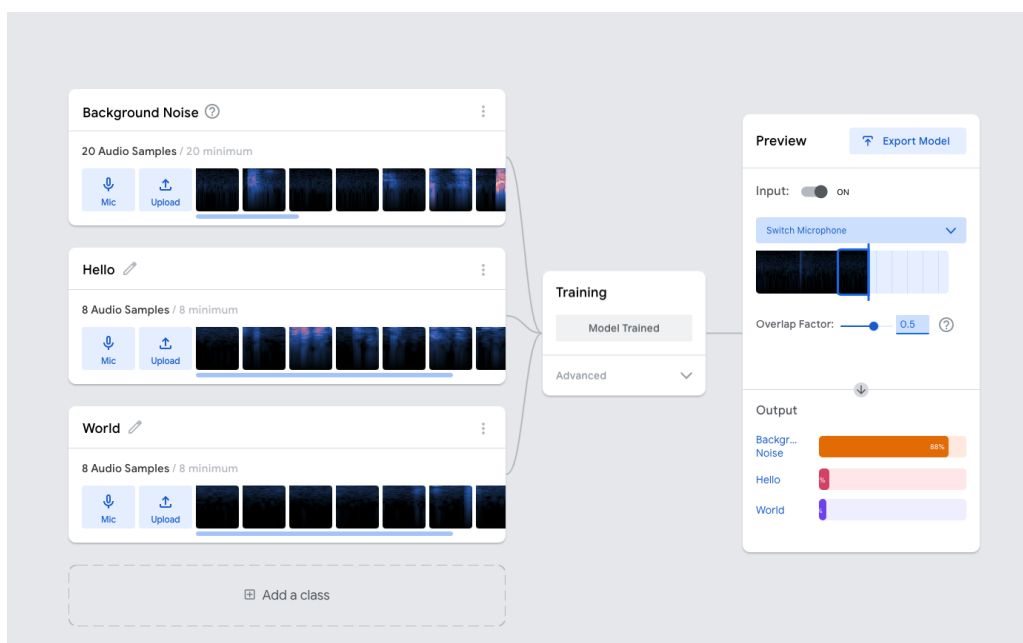 Background Noise
20 Audio Samples / 20 minimum
Mic
Upload
Hello
8 Audio Samples / 8 minimum
Mic
Upload
World
8 Audio Samples / 8 minimum
Mic
Upload
Add a class
Training
Model Trained
Advanced
Preview
Export Model
Input:
ON
Switch Microphone
Overlap Factor:
0.5
Output
Backgr...
Noise
88%
Hello
%
World